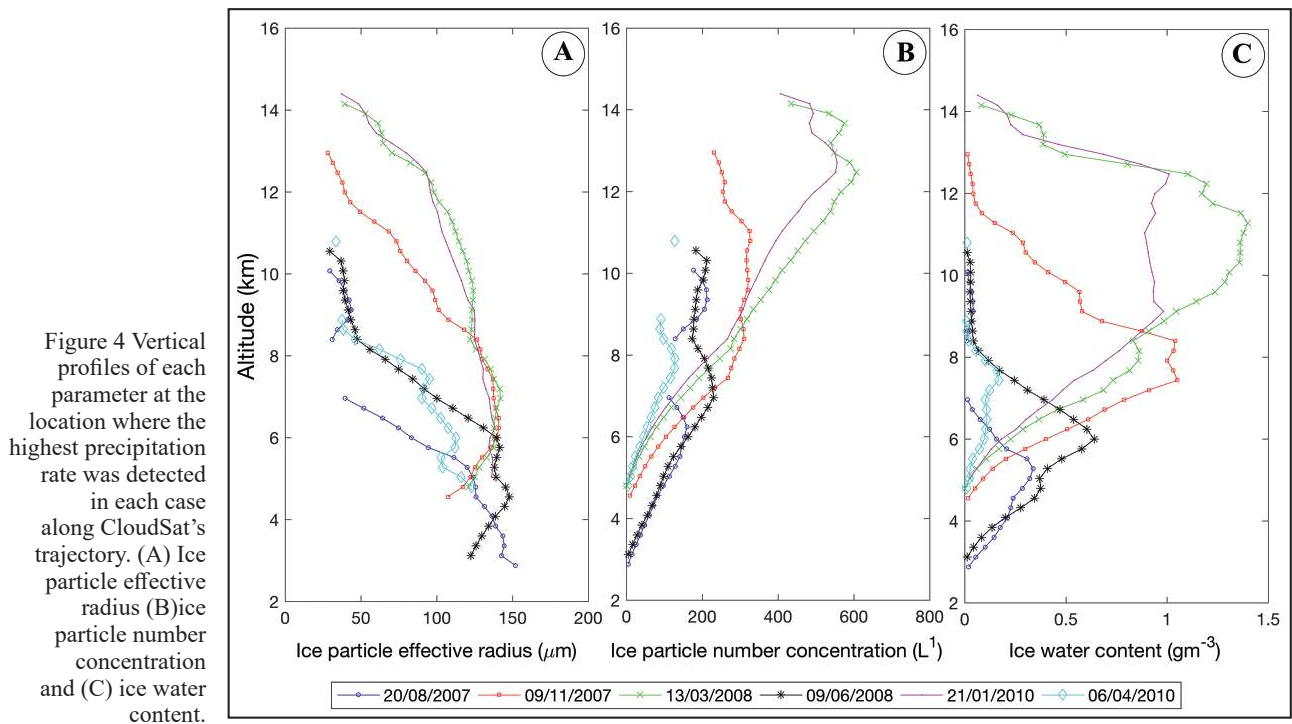 Figure 4 Vertical
profiles of each
parameter at the
location where the
highest precipitation
rate was detected
in each case
along CloudSat’s
trajectory. (A) Ice
particle effective
radius (B)ice
particle number
concentration
and (C) ice water
content.
A
16
14
12
10
8
6
4
2
Altitude (km)
0 50 100 150 200
Ice particle effective radius (μm)
B
16
14
12
10
8
6
4
2
0 200 400 600 800
Ice particle number concentration (L¹)
C
16
14
12
10
8
6
4
2
0 0.5 1 1.5
Ice water content (gm⁻³)
20/08/2007 09/11/2007 13/03/2008 09/06/2008 21/01/2010 06/04/2010